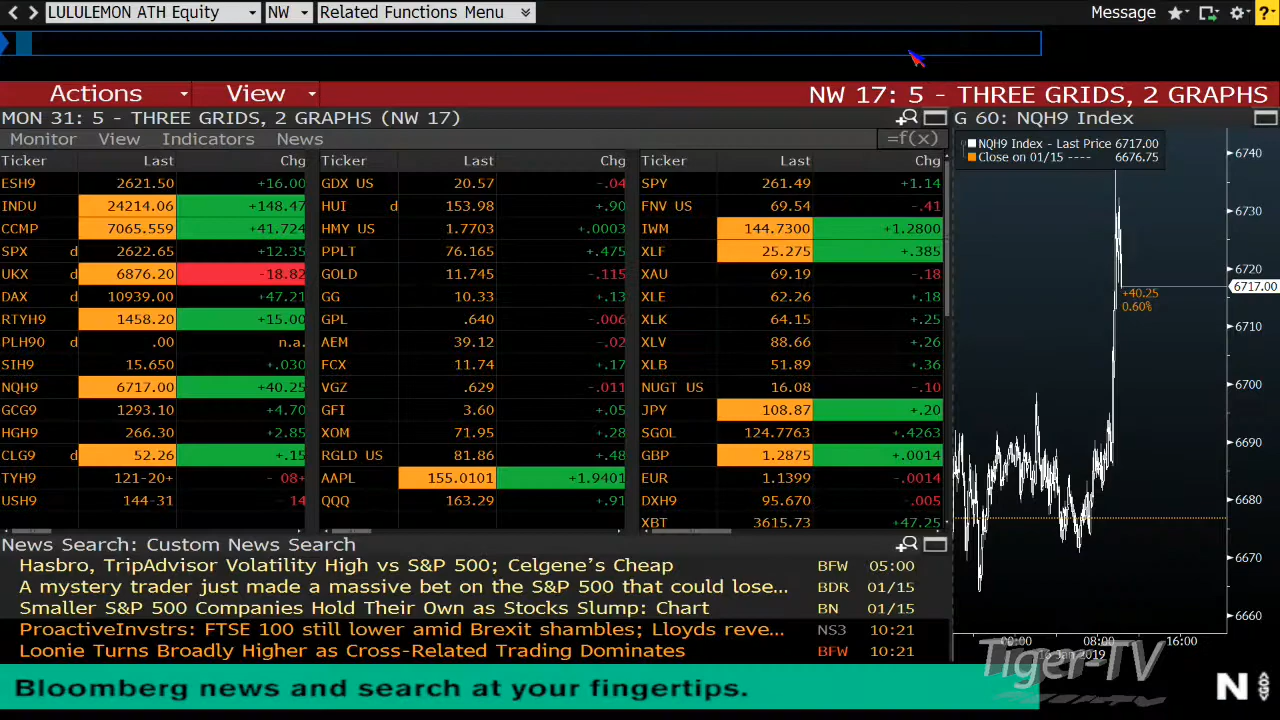 LULULEMON ATH Equity NW Related Functions Menu Message ?
Actions View NW 17: 5 - THREE GRIDS, 2 GRAPHS
MON 31: 5 - THREE GRIDS, 2 GRAPHS (NW 17) G 60: NQH9 Index
Monitor View Indicators News =f(x)
Ticker Last Chg Ticker Last Chg Ticker Last Chg
ESH9 2621.50 +16.00 GDX US 20.57 -.04 SPY 261.49 +1.14
INDU 24214.06 +148.47 HUI d 153.98 +.90 FNV US 69.54 -.41
CCMP 7065.559 +41.724 HMY US 1.7703 +.0003 IWM 144.7300 +1.2800
SPX d 2622.65 +12.35 PPLT 76.165 +.475 XLF 25.275 +.385
UKX d 6876.20 -18.82 GOLD 11.745 -.115 XAU 69.19 -.18
DAX d 10939.00 +47.21 GG 10.33 +.13 XLE 62.26 +.18
RTYH9 1458.20 +15.00 GPL .640 -.006 XLK 64.15 +.25
PLH90 d .00 n.a. AEM 39.12 -.02 XLV 88.66 +.26
SIH9 15.650 +.030 FCX 11.74 +.17 XLB 51.89 +.36
NQH9 6717.00 +40.25 VGZ .629 -.011 NUGT US 16.08 -.10
GCG9 1293.10 +4.70 GFI 3.60 +.05 JPY 108.87 +.20
HGH9 266.30 +2.85 XOM 71.95 +.28 SGOL 124.7763 +.4263
CLG9 d 52.26 +.15 RGLD US 81.86 +.48 GBP 1.2875 +.0014
TYH9 121-20+ - 08+ AAPL 155.0101 +1.9401 EUR 1.1399 -.0014
USH9 144-31 - 14 QQQ 163.29 +.91 DXH9 95.670 -.005
XBT 3615.73 +47.25
NQH9 Index - Last Price 6717.00
Close on 01/15 ---- 6676.75
6740
6730
6720
6717.00
+40.25
0.60%
6710
6700
6690
6680
6670
6660
00:00 08:00 16:00
16 Jan 2019
News Search: Custom News Search
Hasbro, TripAdvisor Volatility High vs S&P 500; Celgene's Cheap BFW 05:00
A mystery trader just made a massive bet on the S&P 500 that could lose... BDR 01/15
Smaller S&P 500 Companies Hold Their Own as Stocks Slump: Chart BN 01/15
ProactiveInvstrs: FTSE 100 still lower amid Brexit shambles; Lloyds reve... NS3 10:21
Loonie Turns Broadly Higher as Cross-Related Trading Dominates BFW 10:21
Tiger-TV
Bloomberg news and search at your fingertips.
N